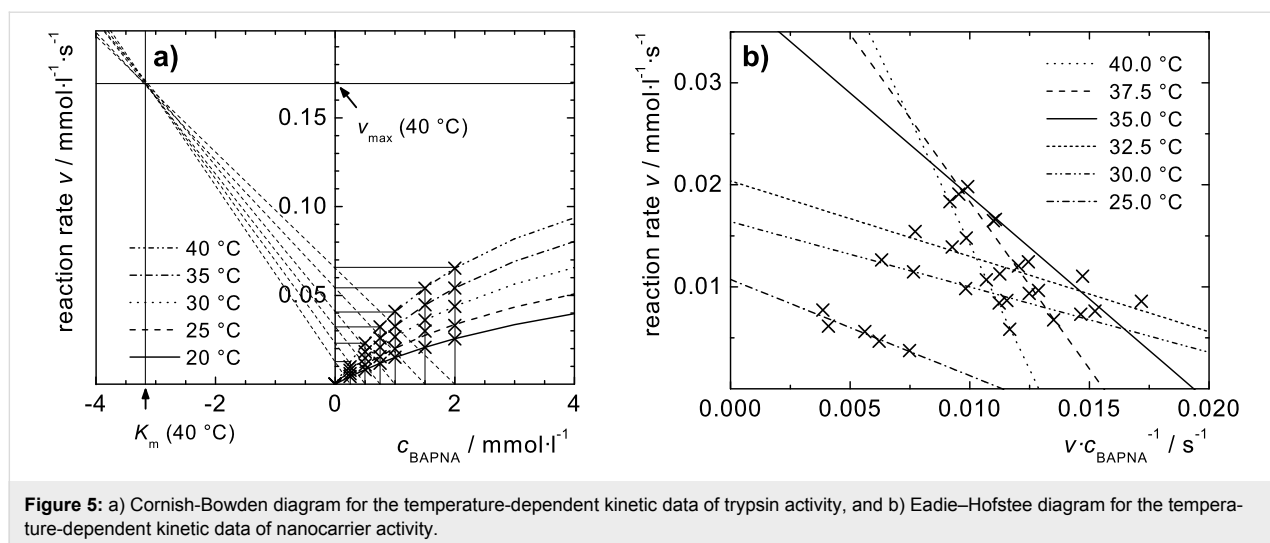 a)
reaction rate v / mmol·l⁻¹·s⁻¹
0.15
0.10
0.05
vmax (40 °C)
40 °C
35 °C
30 °C
25 °C
20 °C
-4 -2 0 2 4
Km (40 °C)
cBAPNA / mmol·l⁻¹
b)
reaction rate v / mmol·l⁻¹·s⁻¹
0.03
0.02
0.01
40.0 °C
37.5 °C
35.0 °C
32.5 °C
30.0 °C
25.0 °C
0.000 0.005 0.010 0.015 0.020
v·cBAPNA⁻¹ / s⁻¹
Figure 5: a) Cornish-Bowden diagram for the temperature-dependent kinetic data of trypsin activity, and b) Eadie–Hofstee diagram for the tempera-
ture-dependent kinetic data of nanocarrier activity.